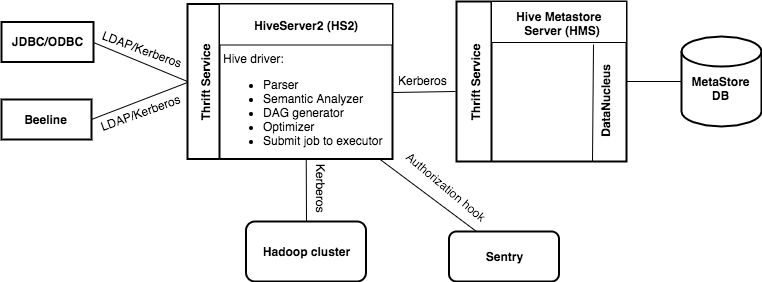 JDBC/ODBC
Beeline
LDAP/Kerberos
LDAP/Kerberos
Thrift Service
HiveServer2 (HS2)
Hive driver:
• Parser
• Semantic Analyzer
• DAG generator
• Optimizer
• Submit job to executor
Kerberos
Thrift Service
Hive Metastore
Server (HMS)
DataNucleus
MetaStore
DB
Kerberos
Authorization hook
Hadoop cluster
Sentry